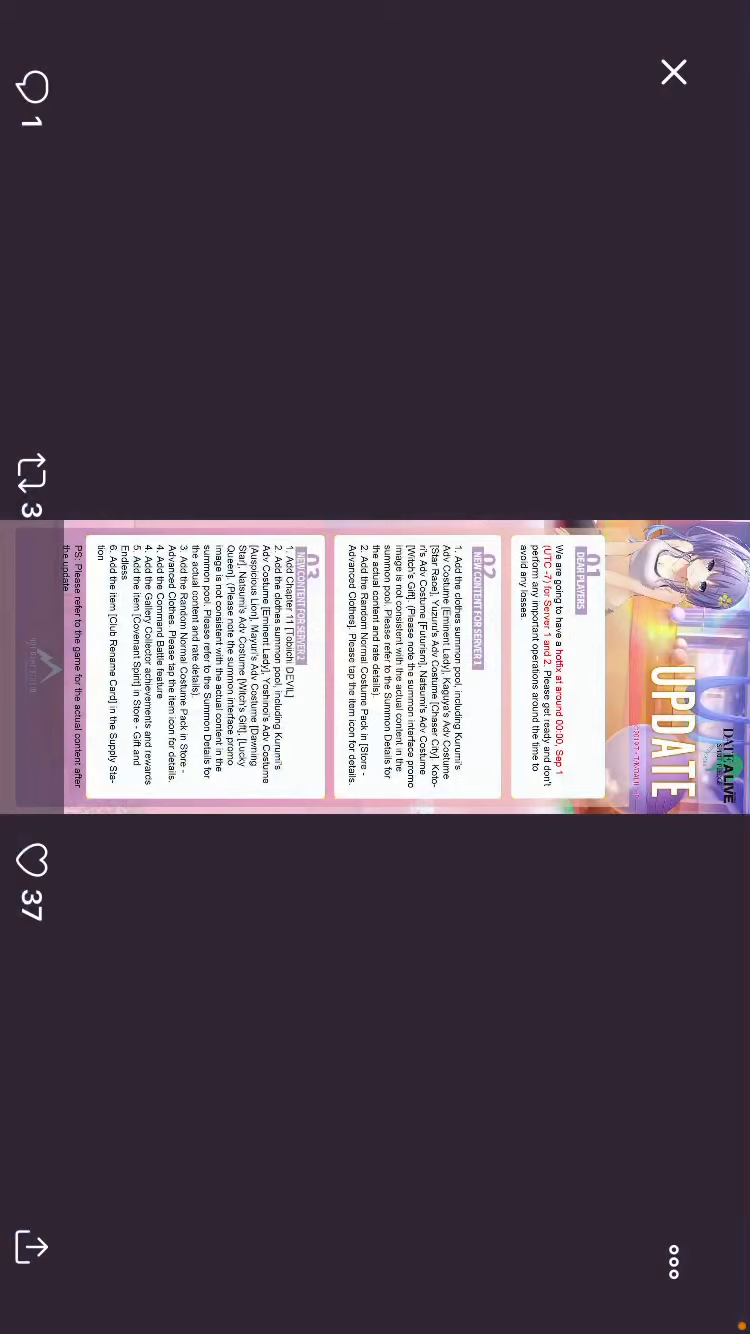 1
3
37
DATE A LIVE
SPIRIT PLEDGE
UPDATE
01
DEAR PLAYERS
We are going to have a hotfix at around 00:00, Sep 1
(UTC -7) for Server 1 and 2. Please get ready and don't
perform any important operations around the time to
avoid any losses.
02
NEW CONTENT FOR SERVER 1
1. Add the clothes summon pool, including Kurumi's
Adv Costume [Eminent Lady], Kaguya's Adv Costume
[Star Race], Yuzuru's Adv Costume [Chaser City], Koto-
ri's Adv Costume [Futurism], Natsumi's Adv Costume
[Witch's Gift]. (Please note the summon interface promo
image is not consistent with the actual content in the
summon pool. Please refer to the Summon Details for
the actual content and rate details).
2. Add the Random Normal Costume Pack in [Store -
Advanced Clothes]. Please tap the item icon for details.
03
NEW CONTENT FOR SERVER 2
1. Add Chapter 11 [Tobiichi DEVIL]
2. Add the clothes summon pool, including Kurumi's
Adv Costume [Eminent Lady], Yoshino's Adv Costume
[Auspicious Lion], Mayuri's Adv Costume [Dawning
Star], Natsumi's Adv Costume [Witch's Gift], [Lucky
Queen]. (Please note the summon interface promo
image is not consistent with the actual content in the
summon pool. Please refer to the Summon Details for
the actual content and rate details).
3. Add the Random Normal Costume Pack in Store -
Advanced Clothes. Please tap the item icon for details.
4. Add the Command Battle feature
4. Add the Gallery Collector achievements and rewards
5. Add the item [Covenant Spirit] in Store - Gift and
Endless
6. Add the item [Club Rename Card] in the Supply Sta-
tion
PS: Please refer to the game for the actual content after
the update